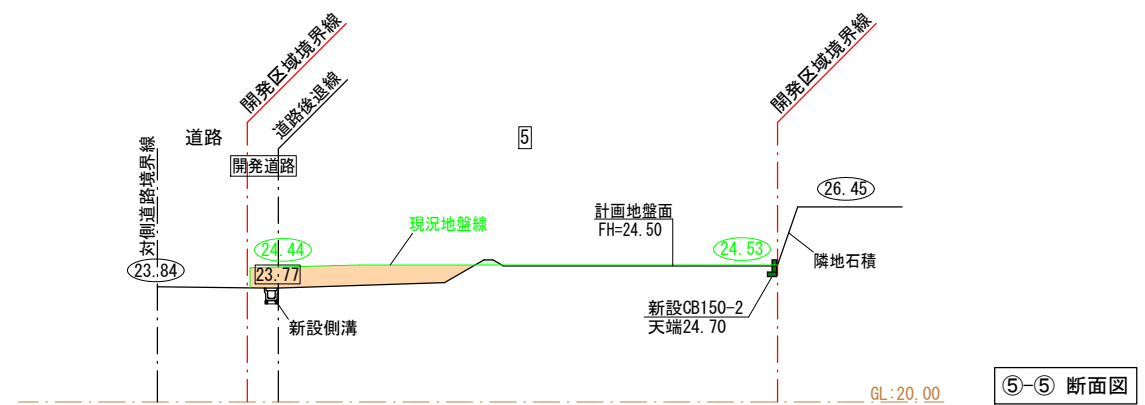 開発区域境界線
道路後退線
開発区域境界線
道路
開発道路
5
対側道路境界線
23.84
24.44
23.77
現況地盤線
計画地盤面
FH=24.50
24.53
26.45
隣地石積
新設側溝
新設CB150-2
天端24.70
GL:20.00
⑤-⑤ 断面図